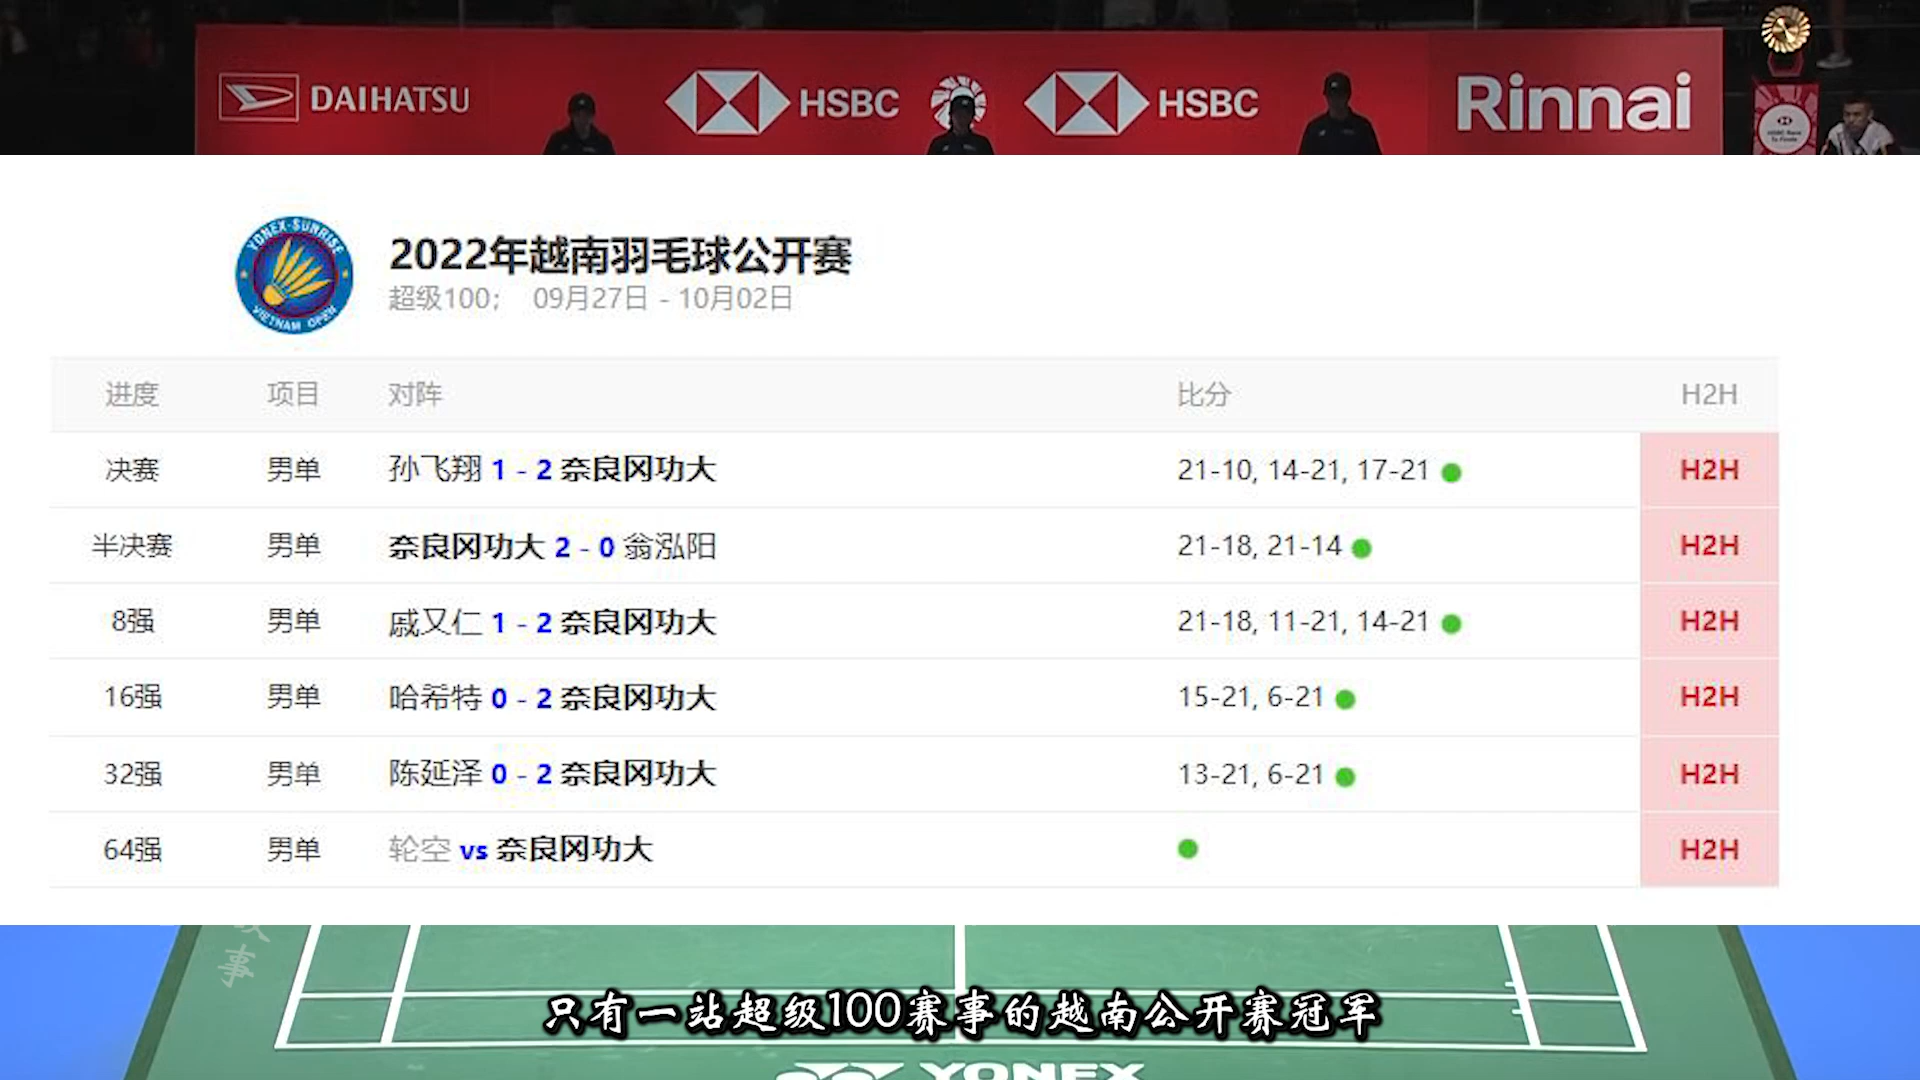 DAIHATSU HSBC HSBC Rinnai
HSBC
YONEX-SUNRISE
VIETNAM OPEN
2022年越南羽毛球公开赛
超级100; 09月27日 - 10月02日
进度 项目 对阵 比分 H2H
决赛 男单 孙飞翔 1 - 2 奈良冈功大 21-10, 14-21, 17-21 H2H
半决赛 男单 奈良冈功大 2 - 0 翁泓阳 21-18, 21-14 H2H
8强 男单 戚又仁 1 - 2 奈良冈功大 21-18, 11-21, 14-21 H2H
16强 男单 哈希特 0 - 2 奈良冈功大 15-21, 6-21 H2H
32强 男单 陈延泽 0 - 2 奈良冈功大 13-21, 6-21 H2H
64强 男单 轮空 vs 奈良冈功大 H2H
事
只有一站超级100赛事的越南公开赛冠军
YONEX